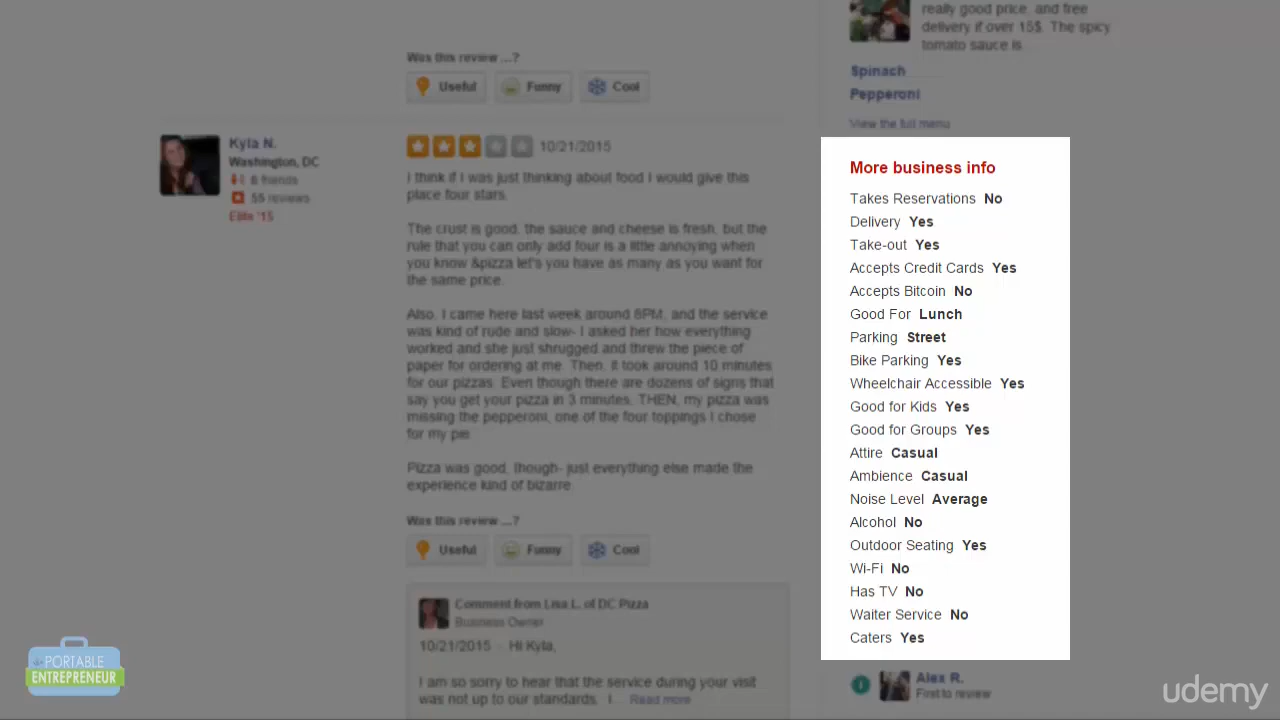 really good price, and free
delivery if over 15$. The spicy
tomato sauce is
Spinach
Pepperoni
View the full menu
Was this review ...?
Useful
Funny
Cool
Kyla N.
Washington, DC
6 friends
55 reviews
Elite '15
10/21/2015
I think if I was just thinking about food I would give this
place four stars.
The crust is good, the sauce and cheese is fresh, but the
rule that you can only add four is a little annoying when
you know &pizza let's you have as many as you want for
the same price.
Also, I came here last week around 8PM, and the service
was kind of rude and slow- I asked her how everything
worked and she just shrugged and threw the piece of
paper for ordering at me. Then, it took around 10 minutes
for our pizzas. Even though there are dozens of signs that
say you get your pizza in 3 minutes. THEN, my pizza was
missing the pepperoni, one of the four toppings I chose
for my pie.
Pizza was good, though- just everything else made the
experience kind of bizarre.
Was this review ...?
Useful
Funny
Cool
Comment from Lisa L. of DC Pizza
Business Owner
10/21/2015 · Hi Kyla,
I am so sorry to hear that the service during your visit
was not up to our standards. I... Read more
More business info
Takes Reservations No
Delivery Yes
Take-out Yes
Accepts Credit Cards Yes
Accepts Bitcoin No
Good For Lunch
Parking Street
Bike Parking Yes
Wheelchair Accessible Yes
Good for Kids Yes
Good for Groups Yes
Attire Casual
Ambience Casual
Noise Level Average
Alcohol No
Outdoor Seating Yes
Wi-Fi No
Has TV No
Waiter Service No
Caters Yes
Alex R.
First to review
PORTABLE
ENTREPRENEUR
udemy